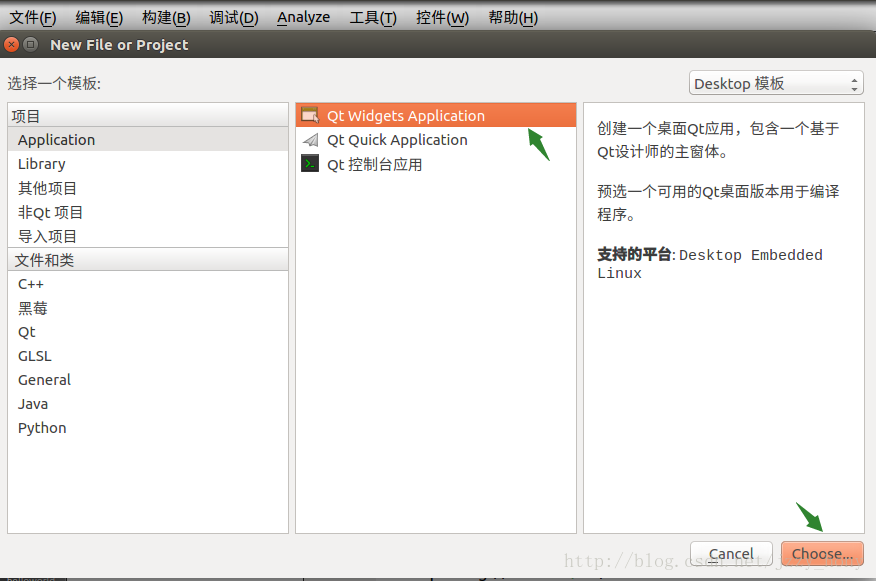 文件(F) 编辑(E) 构建(B) 调试(D) Analyze 工具(T) 控件(W) 帮助(H)
New File or Project
选择一个模板:
Desktop 模板
项目
Application
Library
其他项目
非Qt 项目
导入项目
文件和类
C++
黑莓
Qt
GLSL
General
Java
Python
Qt Widgets Application
Qt Quick Application
Qt 控制台应用
创建一个桌面Qt应用，包含一个基于
Qt设计师的主窗体。
预选一个可用的Qt桌面版本用于编译
程序。
支持的平台: Desktop Embedded
Linux
Cancel
Choose...